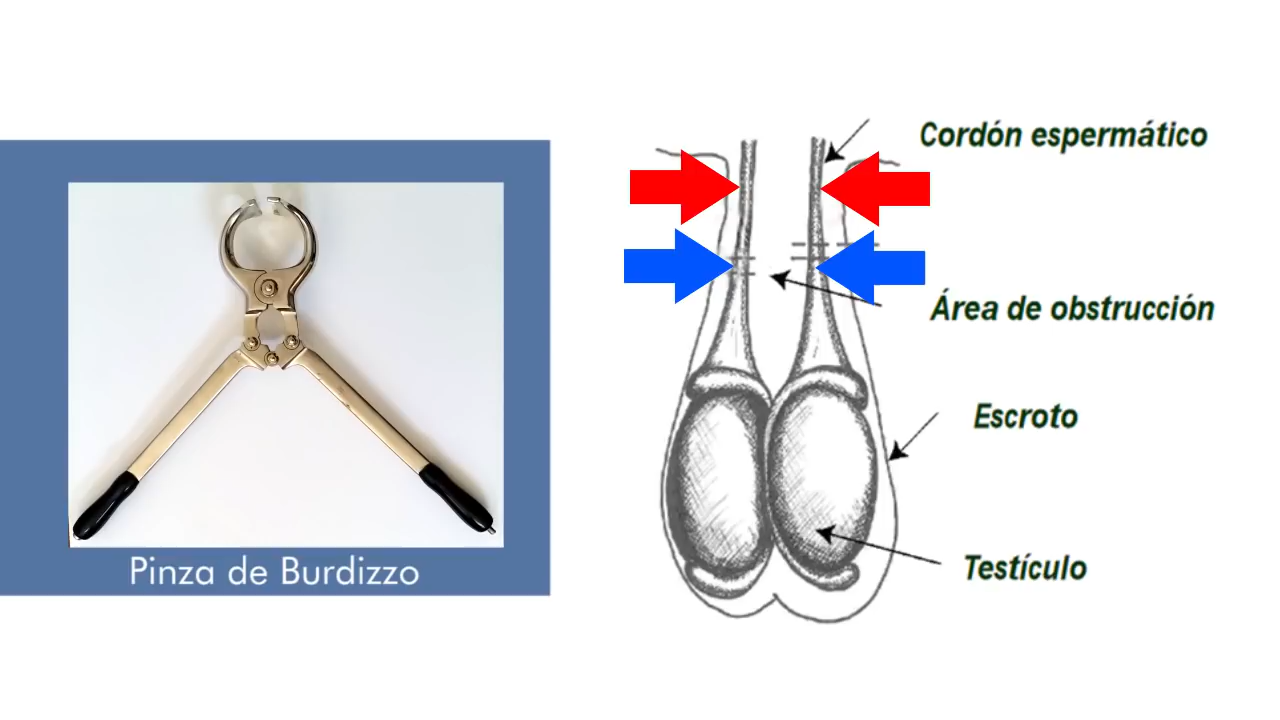 Pinza de Burdizzo
Cordón espermático
Área de obstrucción
Escroto
Testículo